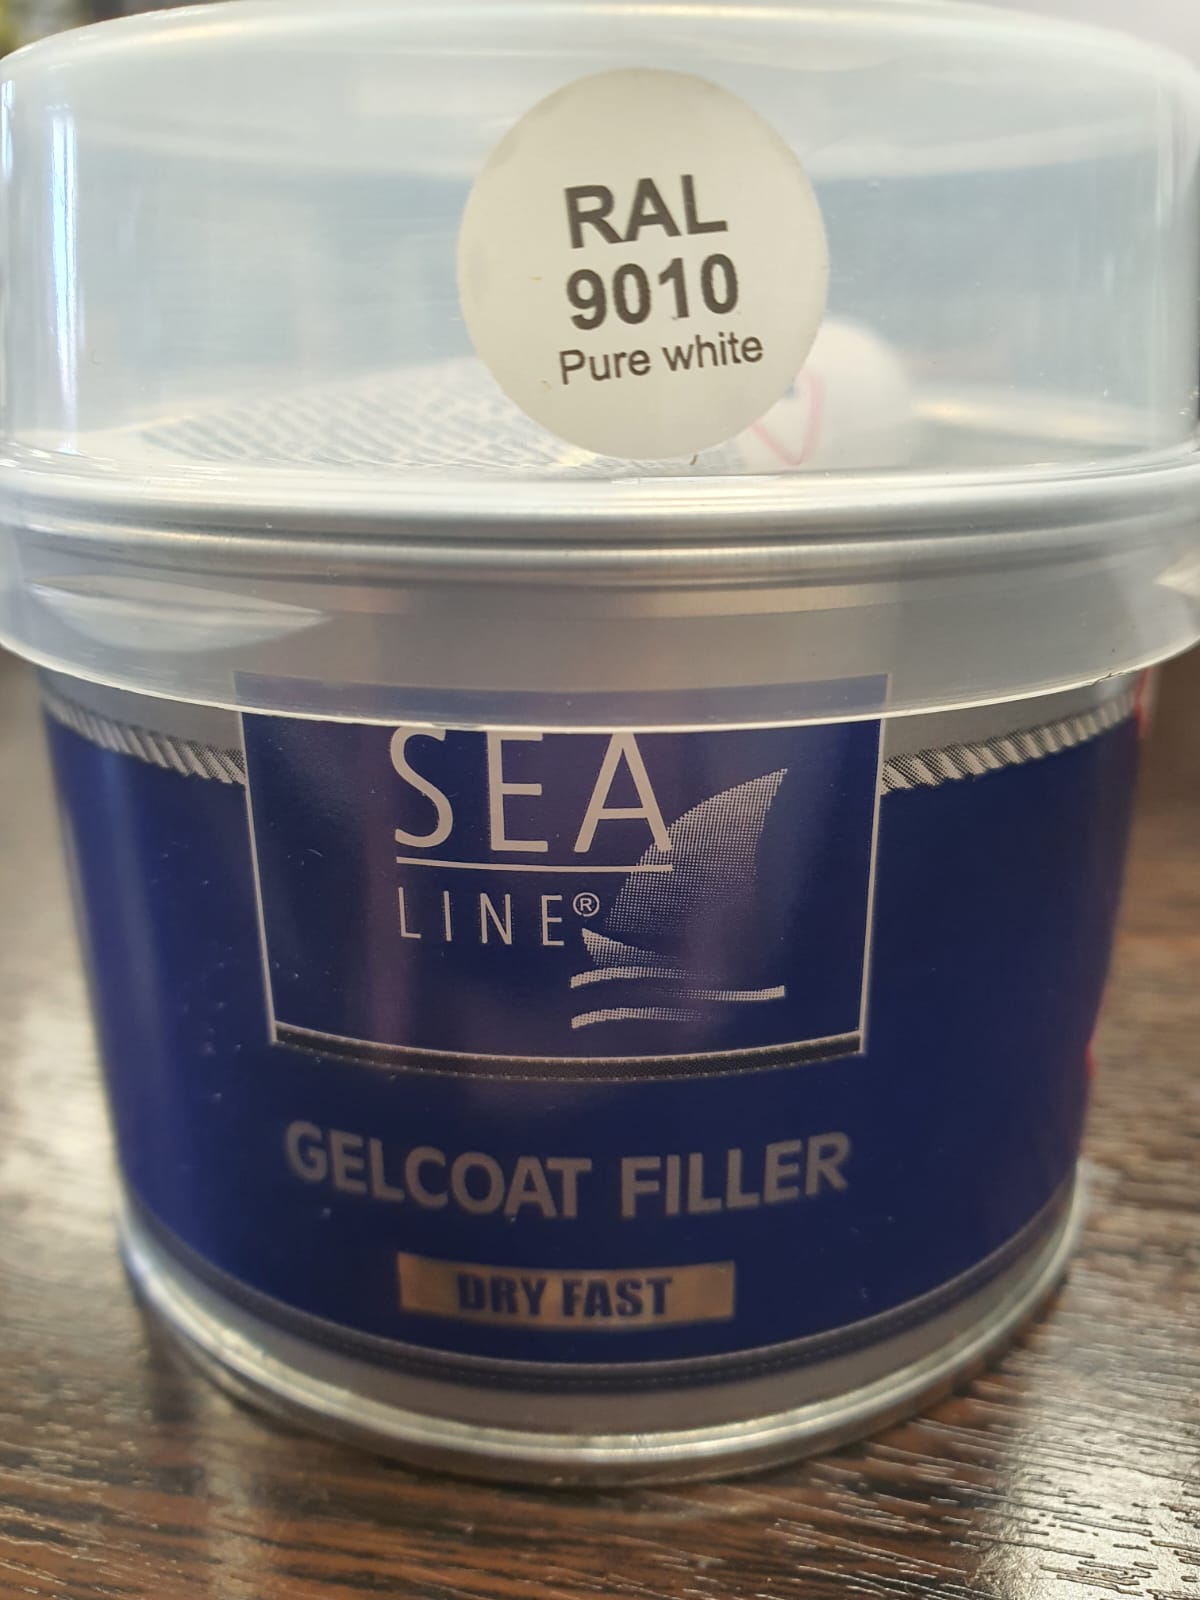 RAL
9010
Pure white
SEA
LINE®
GELCOAT FILLER
DRY FAST